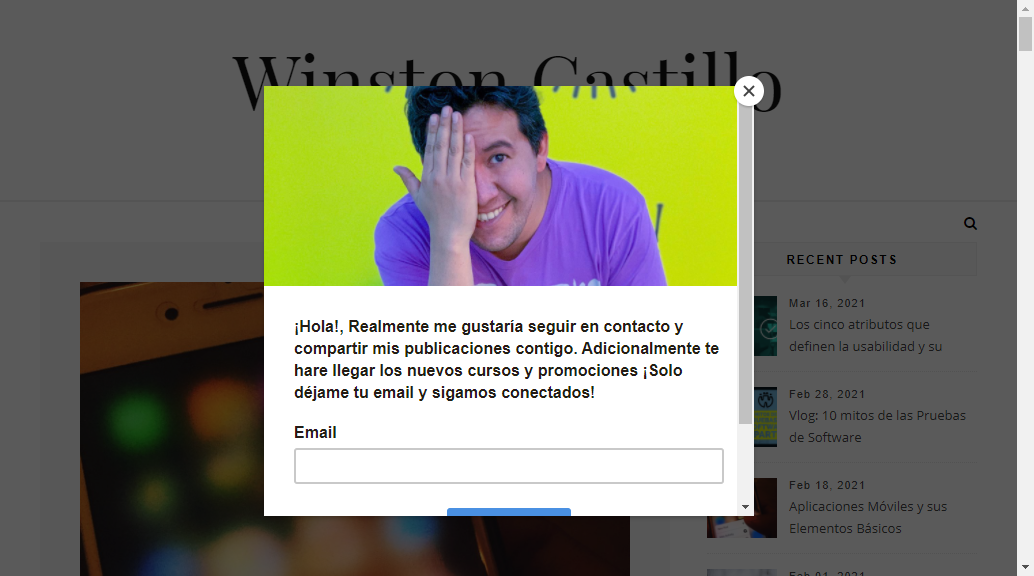 Winston Castillo
¡Hola!, Realmente me gustaría seguir en contacto y
compartir mis publicaciones contigo. Adicionalmente te
hare llegar los nuevos cursos y promociones ¡Solo
déjame tu email y sigamos conectados!
Email
RECENT POSTS
Mar 16, 2021
Los cinco atributos que
definen la usabilidad y su
Feb 28, 2021
Vlog: 10 mitos de las Pruebas
de Software
Feb 18, 2021
Aplicaciones Móviles y sus
Elementos Básicos
Feb 01, 2021